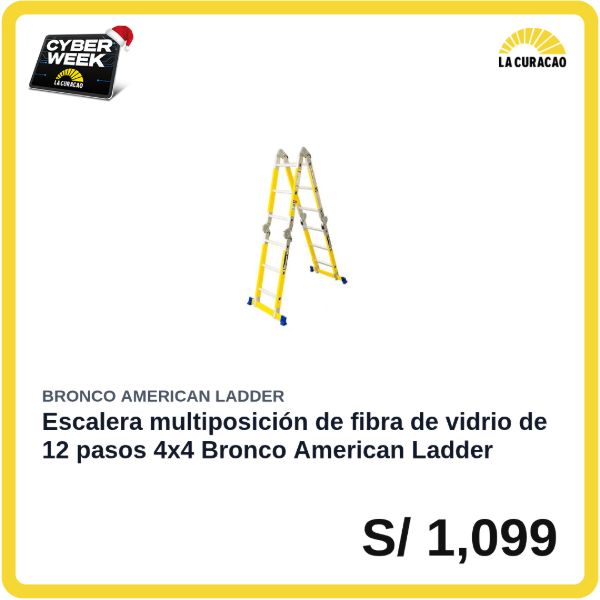 CYBER
WEEK
LA CURACAO
LA CURACAO
BRONCO AMERICAN LADDER
Escalera multiposición de fibra de vidrio de
12 pasos 4x4 Bronco American Ladder
S/ 1,099